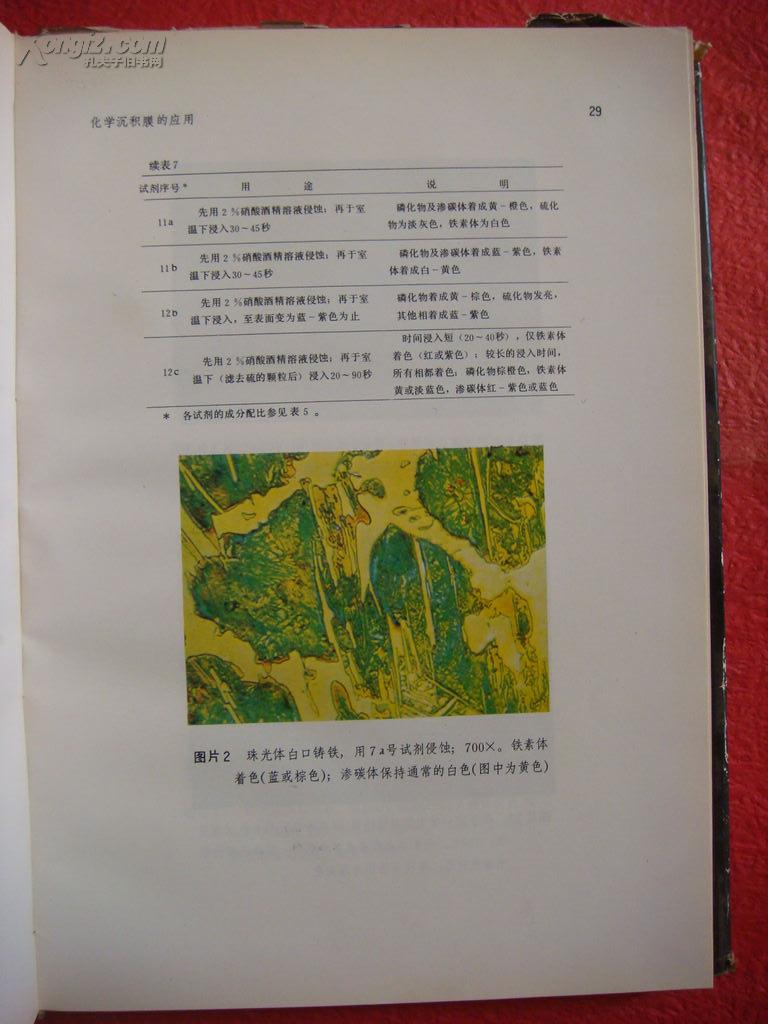 Kongfz.com
孔夫子旧书网
化学沉积膜的应用 29
续表7
试剂序号* 用 途 说 明
11a 先用2%硝酸酒精溶液侵蚀；再于室 磷化物及渗碳体着成黄-橙色，硫化
温下浸入30~45秒 物为淡灰色，铁素体为白色
11b 先用2%硝酸酒精溶液侵蚀；再于室 磷化物及渗碳体着成蓝-紫色，铁素
温下浸入30~45秒 体着成白-黄色
12b 先用2%硝酸酒精溶液侵蚀；再于室 磷化物着成黄-棕色，硫化物发亮，
温下浸入，至表面变为蓝-紫色为止 其他相着成蓝-紫色
时间浸入短（20~40秒），仅铁素体
12c 先用2%硝酸酒精溶液侵蚀；再于室 着色（红或紫色）；较长的浸入时间，
温下（滤去硫的颗粒后）浸入20~90秒 所有相都着色；磷化物棕橙色，铁素体
黄或淡蓝色，渗碳体红-紫色或蓝色
* 各试剂的成分配比参见表5。
图片2 珠光体白口铸铁，用7a号试剂侵蚀；700×。铁素体
着色(蓝或棕色)；渗碳体保持通常的白色(图中为黄色)